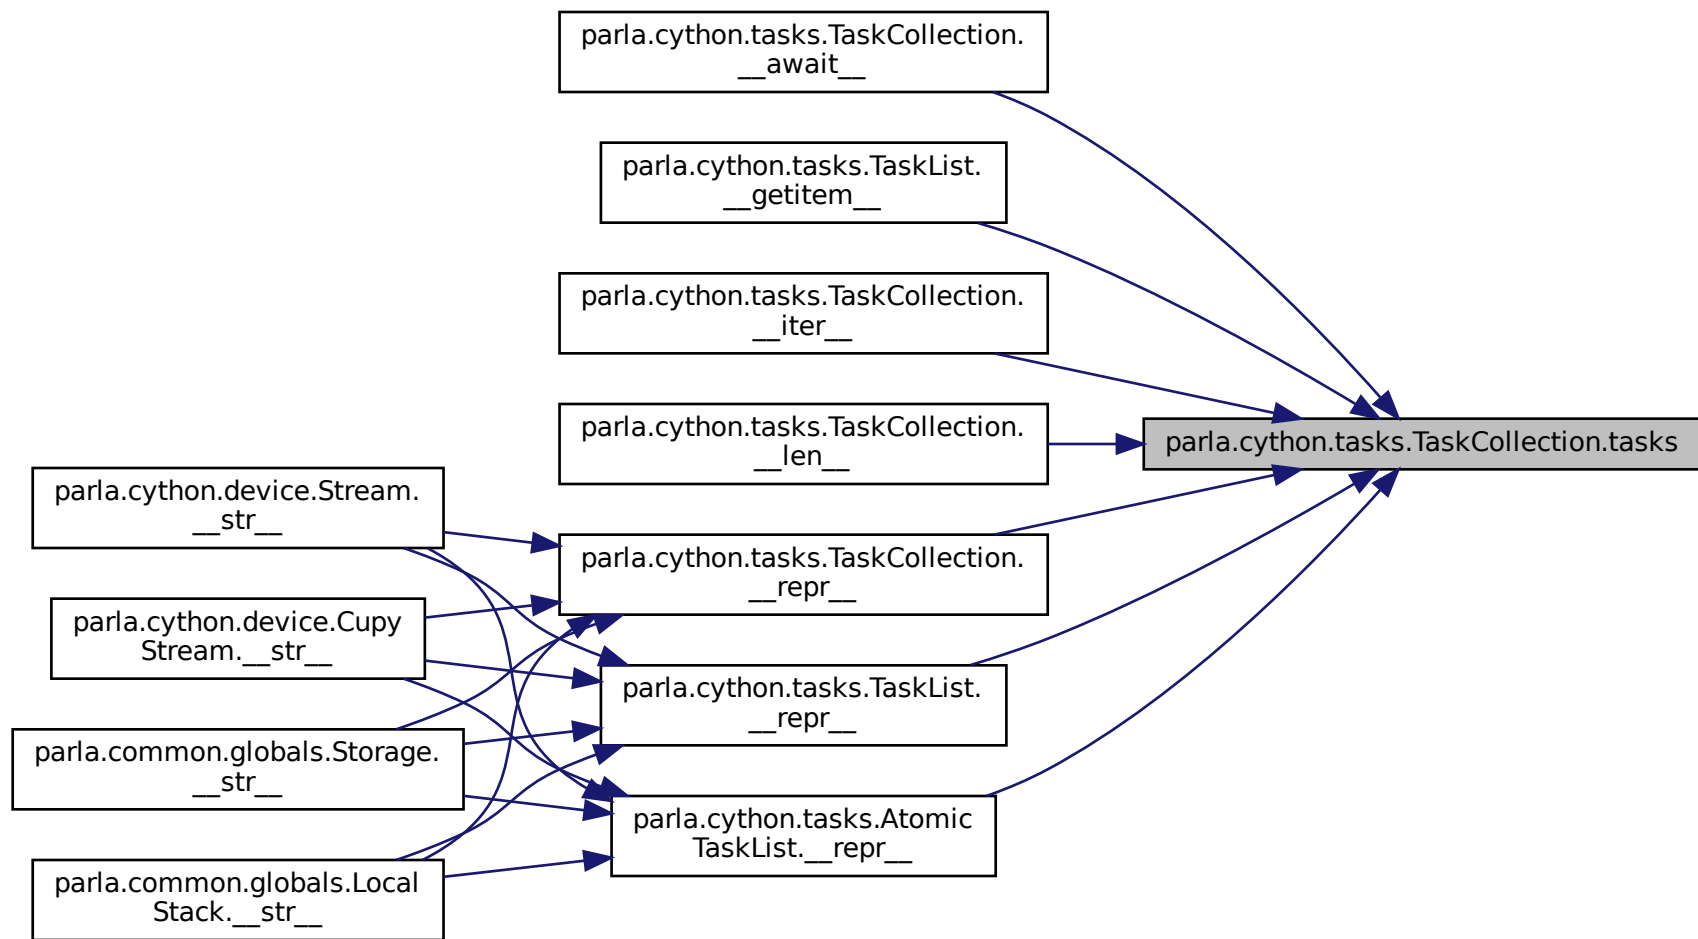 parla.cython.tasks.TaskCollection.
__await__
parla.cython.tasks.TaskList.
__getitem__
parla.cython.tasks.TaskCollection.
__iter__
parla.cython.tasks.TaskCollection.
__len__
parla.cython.tasks.TaskCollection.tasks
parla.cython.device.Stream.
__str__
parla.cython.tasks.TaskCollection.
__repr__
parla.cython.device.Cupy
Stream.__str__
parla.cython.tasks.TaskList.
__repr__
parla.common.globals.Storage.
__str__
parla.cython.tasks.Atomic
TaskList.__repr__
parla.common.globals.Local
Stack.__str__